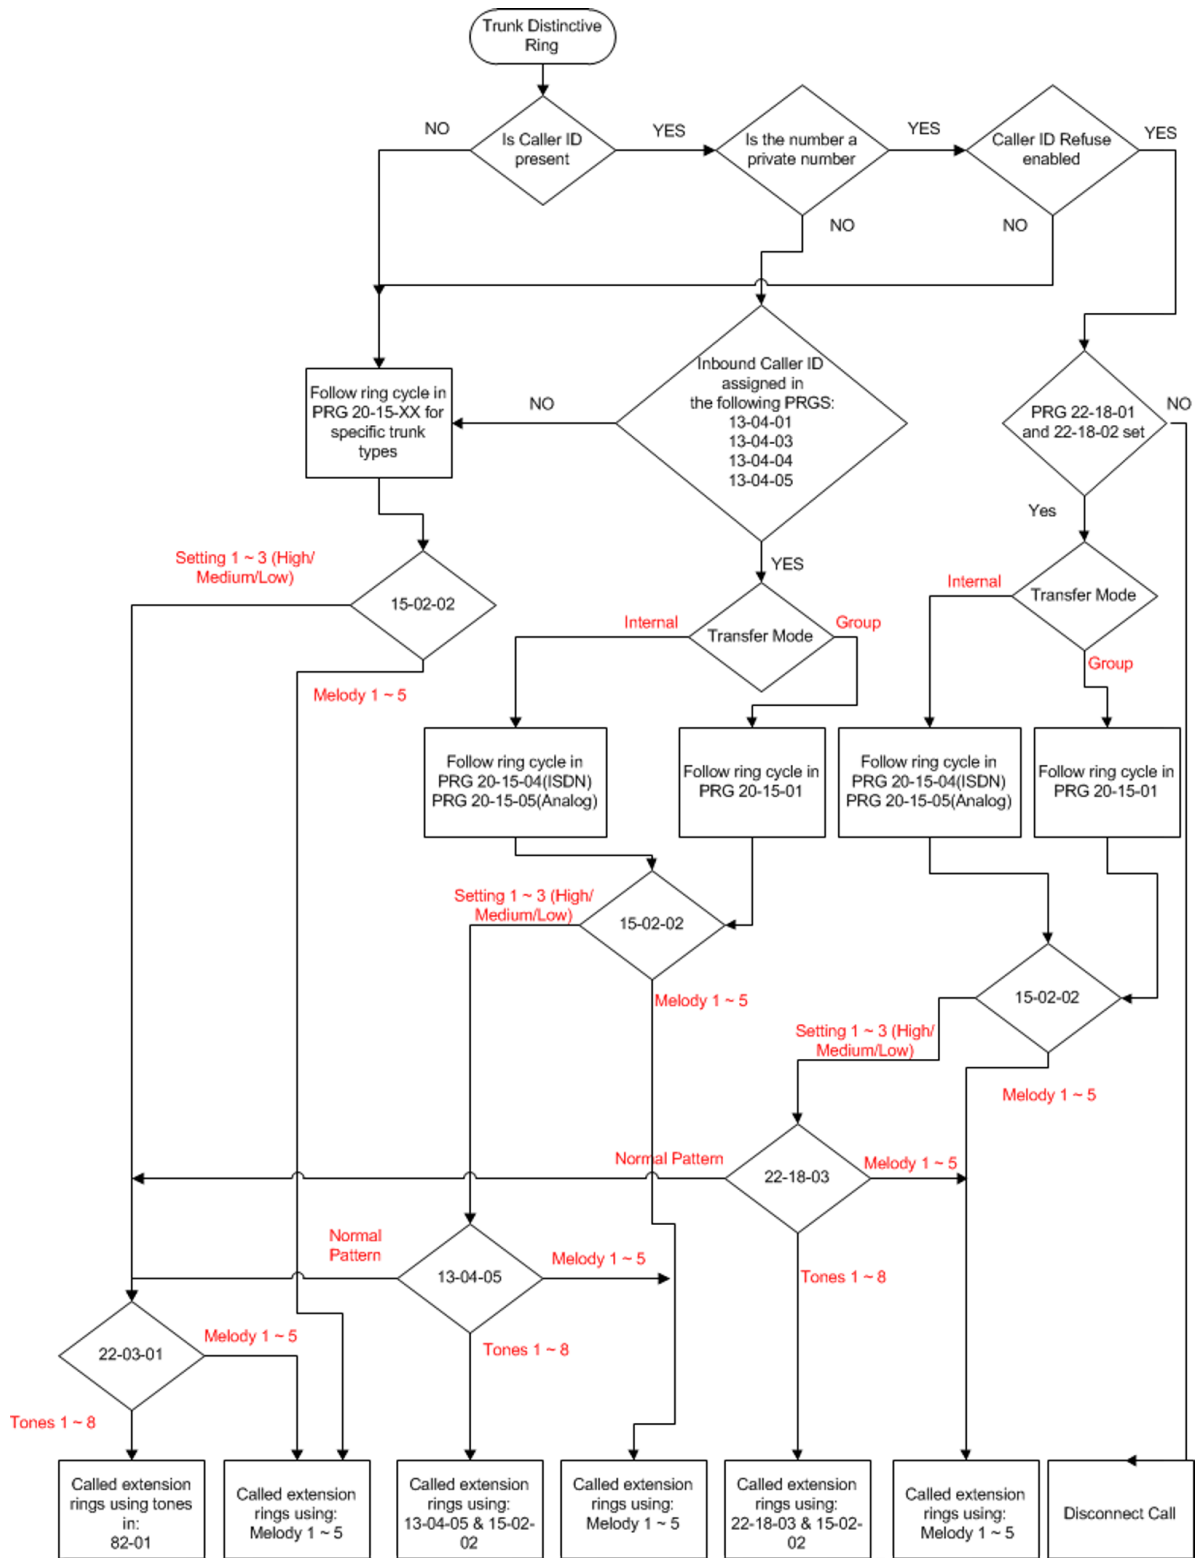 Trunk Distinctive
Ring
NO
Is Caller ID
present
YES
Is the number a
private number
YES
Caller ID Refuse
enabled
YES
NO
NO
Follow ring cycle in
PRG 20-15-XX for
specific trunk
types
NO
Inbound Caller ID
assigned in
the following PRGS:
13-04-01
13-04-03
13-04-04
13-04-05
PRG 22-18-01
and 22-18-02 set
NO
Yes
YES
Setting 1 ~ 3 (High/
Medium/Low)
15-02-02
Melody 1 ~ 5
Internal
Transfer Mode
Group
Internal
Transfer Mode
Group
Follow ring cycle in
PRG 20-15-04(ISDN)
PRG 20-15-05(Analog)
Follow ring cycle in
PRG 20-15-01
Follow ring cycle in
PRG 20-15-04(ISDN)
PRG 20-15-05(Analog)
Follow ring cycle in
PRG 20-15-01
Setting 1 ~ 3 (High/
Medium/Low)
15-02-02
Melody 1 ~ 5
15-02-02
Setting 1 ~ 3 (High/
Medium/Low)
Melody 1 ~ 5
Normal Pattern
22-18-03
Melody 1 ~ 5
Tones 1 ~ 8
Normal
Pattern
13-04-05
Melody 1 ~ 5
Tones 1 ~ 8
22-03-01
Melody 1 ~ 5
Tones 1 ~ 8
Called extension
rings using tones
in:
82-01
Called extension
rings using:
Melody 1 ~ 5
Called extension
rings using:
13-04-05 & 15-02-
02
Called extension
rings using:
Melody 1 ~ 5
Called extension
rings using:
22-18-03 & 15-02-
02
Called extension
rings using:
Melody 1 ~ 5
Disconnect Call